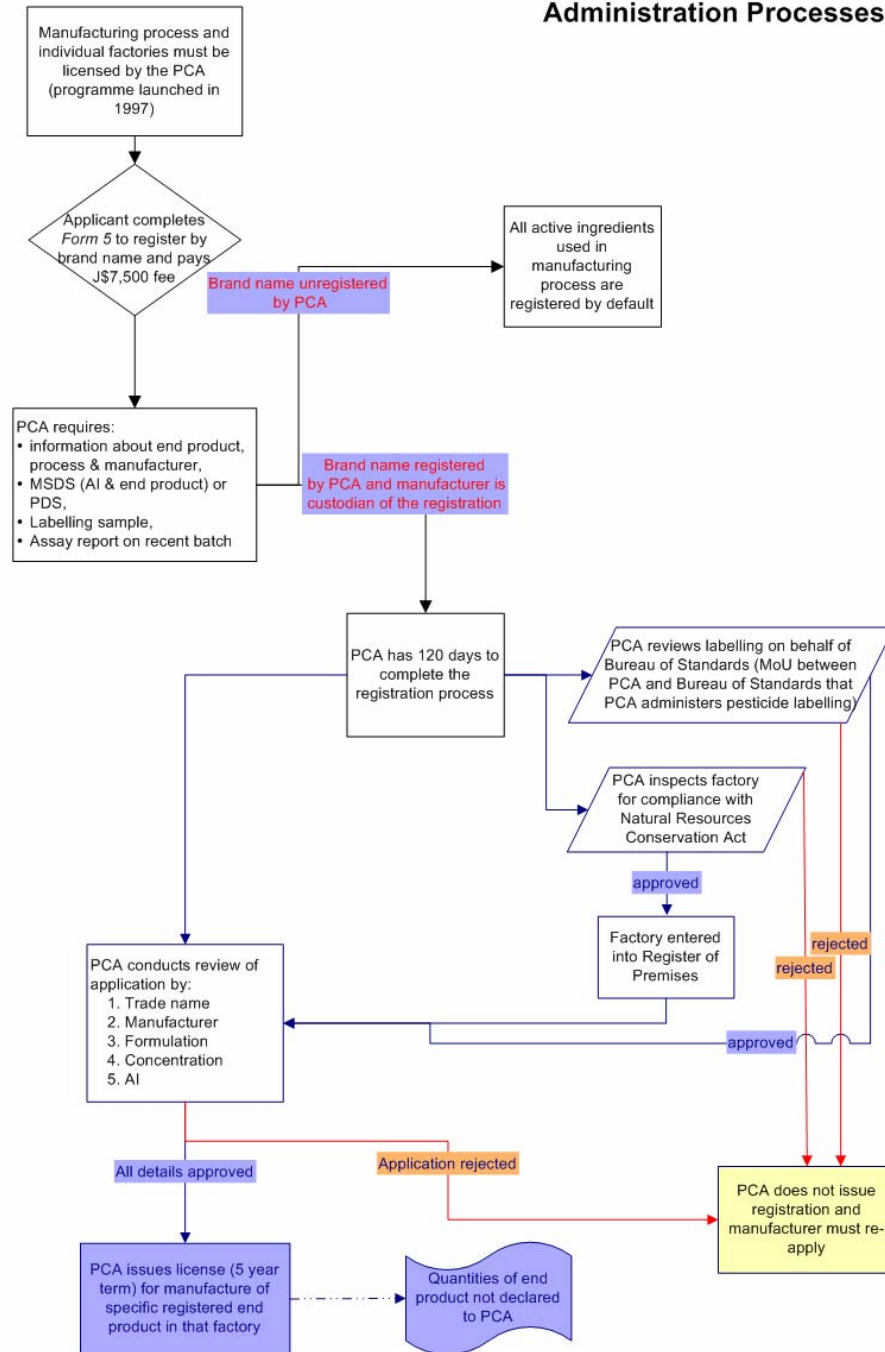 Administration Processes
Manufacturing process and
individual factories must be
licensed by the PCA
(programme launched in
1997)
Applicant completes
Form 5 to register by
brand name and pays
J$7,500 fee
All active ingredients
used in
manufacturing
process are
registered by default
Brand name unregistered
by PCA
PCA requires:
• information about end product,
process & manufacturer,
• MSDS (AI & end product) or
PDS,
• Labelling sample,
• Assay report on recent batch
Brand name registered
by PCA and manufacturer is
custodian of the registration
PCA has 120 days to
complete the
registration process
PCA reviews labelling on behalf of
Bureau of Standards (MoU between
PCA and Bureau of Standards that
PCA administers pesticide labelling)
PCA inspects factory
for compliance with
Natural Resources
Conservation Act
approved
Factory entered
into Register of
Premises
rejected
rejected
PCA conducts review of
application by:
1. Trade name
2. Manufacturer
3. Formulation
4. Concentration
5. AI
approved
All details approved
Application rejected
PCA does not issue
registration and
manufacturer must re-
apply
PCA issues license (5 year
term) for manufacture of
specific registered end
product in that factory
Quantities of end
product not declared
to PCA